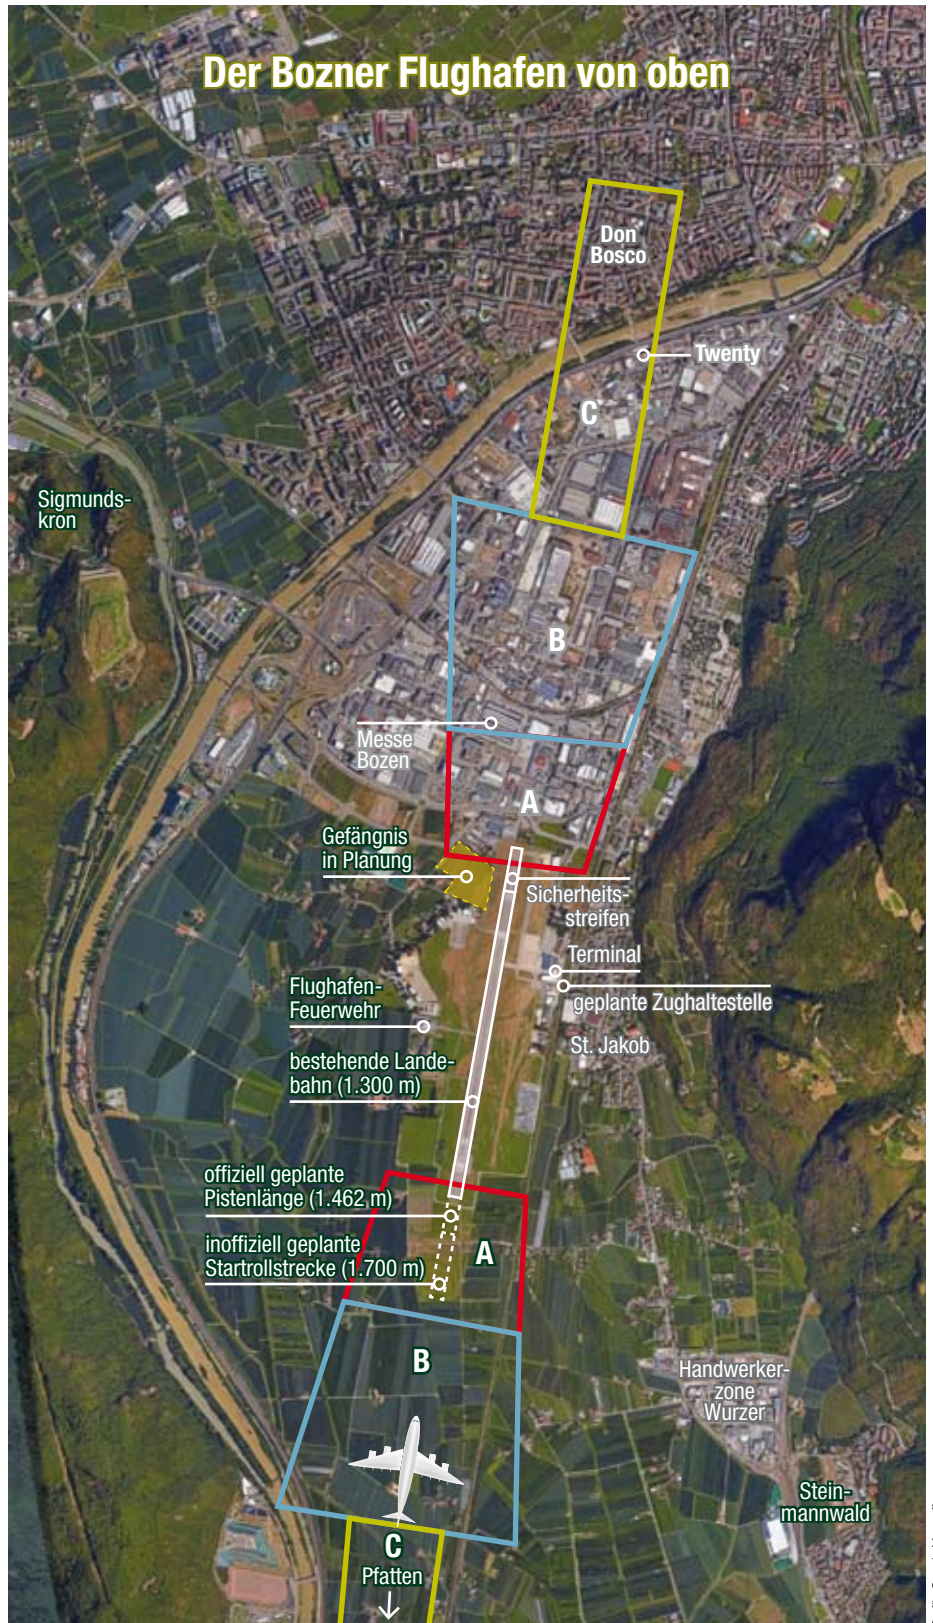 Der Bozner Flughafen von oben
Don
Bosco
Twenty
C
Sigmunds-
kron
B
Messe
Bozen
A
Gefängnis
in Planung
Sicherheits-
streifen
Terminal
geplante Zughaltestelle
Flughafen-
Feuerwehr
St. Jakob
bestehende Lande-
bahn (1.300 m)
offiziell geplante
Pistenlänge (1.462 m)
inoffiziell geplante
Startrollstrecke (1.700 m)
A
B
Handwerker-
zone
Wurzer
Stein-
mannwald
C
Pfatten